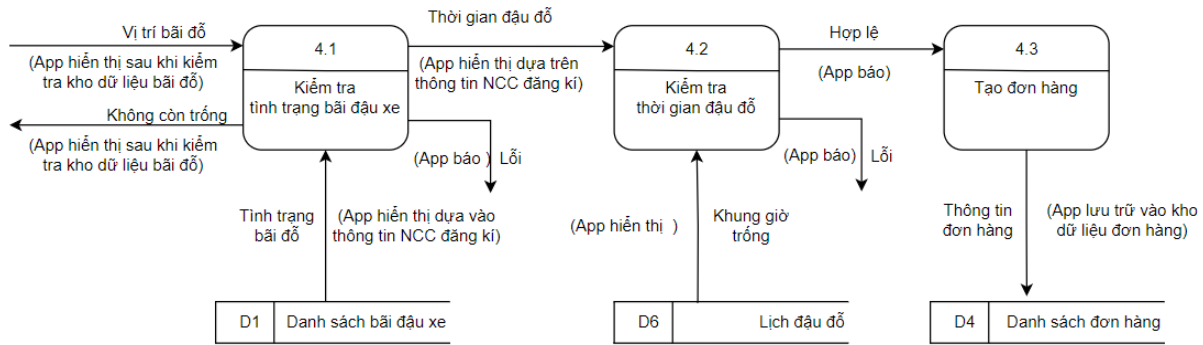 Vị trí bãi đỗ
(App hiển thị sau khi kiểm
tra kho dữ liệu bãi đỗ)
Không còn trống
(App hiển thị sau khi kiểm
tra kho dữ liệu bãi đỗ)
4.1
Kiểm tra
tình trạng bãi đậu xe
Thời gian đậu đỗ
(App hiển thị dựa trên
thông tin NCC đăng kí)
(App báo ) Lỗi
Tình trạng
bãi đỗ
(App hiển thị dựa vào
thông tin NCC đăng kí)
D1 Danh sách bãi đậu xe
4.2
Kiểm tra
thời gian đậu đỗ
Hợp lệ
(App báo)
(App báo) Lỗi
(App hiển thị )
Khung giờ
trống
D6 Lịch đậu đỗ
4.3
Tạo đơn hàng
Thông tin
đơn hàng
(App lưu trữ vào kho
dữ liệu đơn hàng)
D4 Danh sách đơn hàng